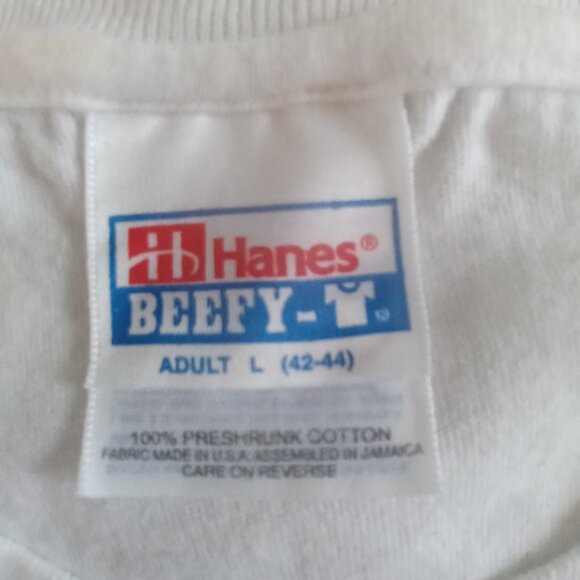 Hanes®
BEEFY-T®
ADULT L (42-44)
100% PRESHRUNK COTTON
FABRIC MADE IN U.S.A. ASSEMBLED IN JAMAICA
CARE ON REVERSE